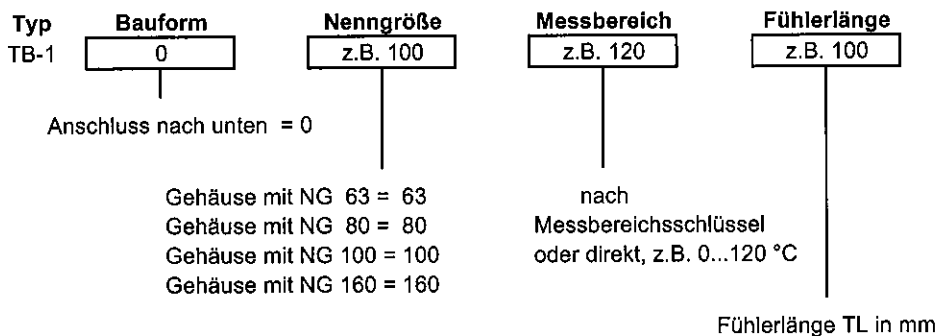 Typ Bauform Nenngröße Messbereich Fühlerlänge
TB-1 0 z.B. 100 z.B. 120 z.B. 100
Anschluss nach unten = 0
Gehäuse mit NG 63 = 63
Gehäuse mit NG 80 = 80
Gehäuse mit NG 100 = 100
Gehäuse mit NG 160 = 160
nach
Messbereichsschlüssel
oder direkt, z.B. 0...120 °C
Fühlerlänge TL in mm